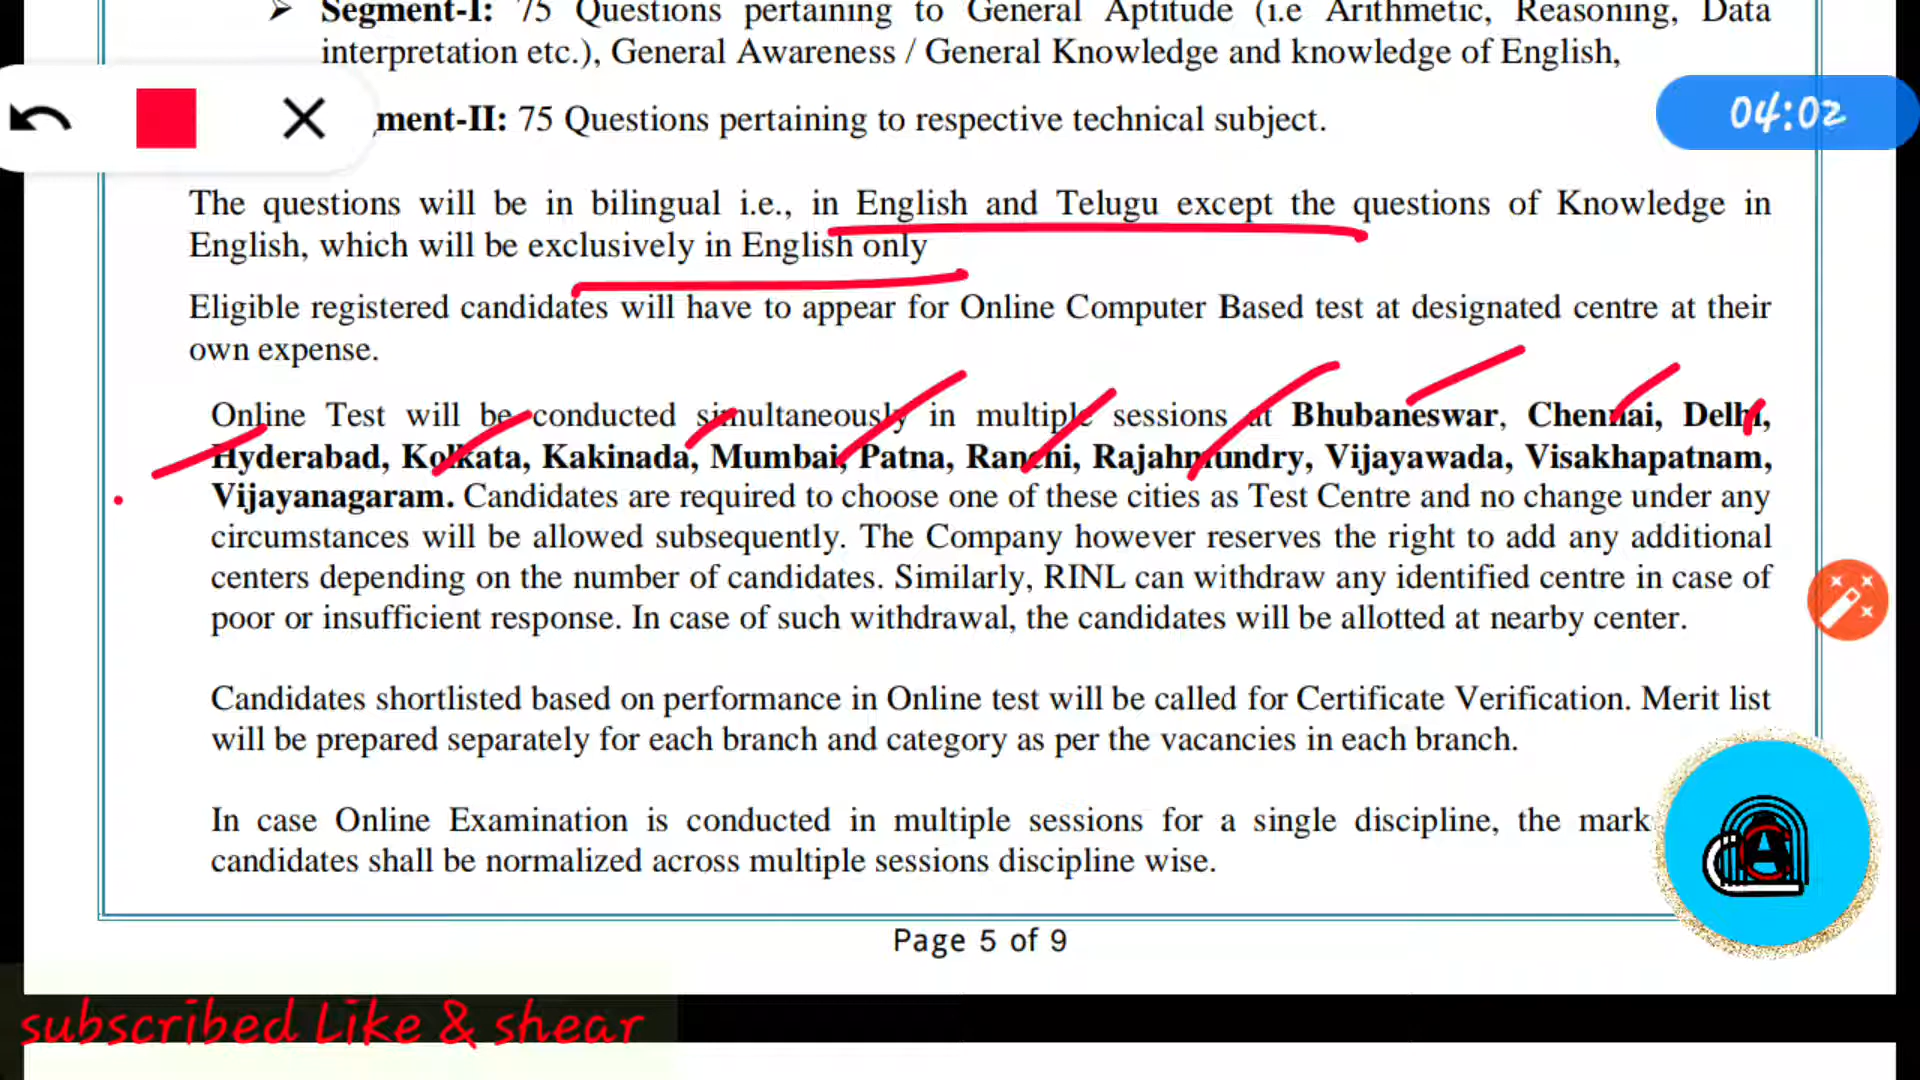 ➤ Segment-I: 75 Questions pertaining to General Aptitude (i.e Arithmetic, Reasoning, Data
interpretation etc.), General Awareness / General Knowledge and knowledge of English,
04:02
ment-II: 75 Questions pertaining to respective technical subject.
The questions will be in bilingual i.e., in English and Telugu except the questions of Knowledge in
English, which will be exclusively in English only
Eligible registered candidates will have to appear for Online Computer Based test at designated centre at their
own expense.
Online Test will be conducted simultaneously in multiple sessions at Bhubaneswar, Chennai, Delhi,
Hyderabad, Kolkata, Kakinada, Mumbai, Patna, Ranchi, Rajahmundry, Vijayawada, Visakhapatnam,
Vijayanagaram. Candidates are required to choose one of these cities as Test Centre and no change under any
circumstances will be allowed subsequently. The Company however reserves the right to add any additional
centers depending on the number of candidates. Similarly, RINL can withdraw any identified centre in case of
poor or insufficient response. In case of such withdrawal, the candidates will be allotted at nearby center.
Candidates shortlisted based on performance in Online test will be called for Certificate Verification. Merit list
will be prepared separately for each branch and category as per the vacancies in each branch.
In case Online Examination is conducted in multiple sessions for a single discipline, the mark
candidates shall be normalized across multiple sessions discipline wise.
A
Page 5 of 9
subscribed Like & shear